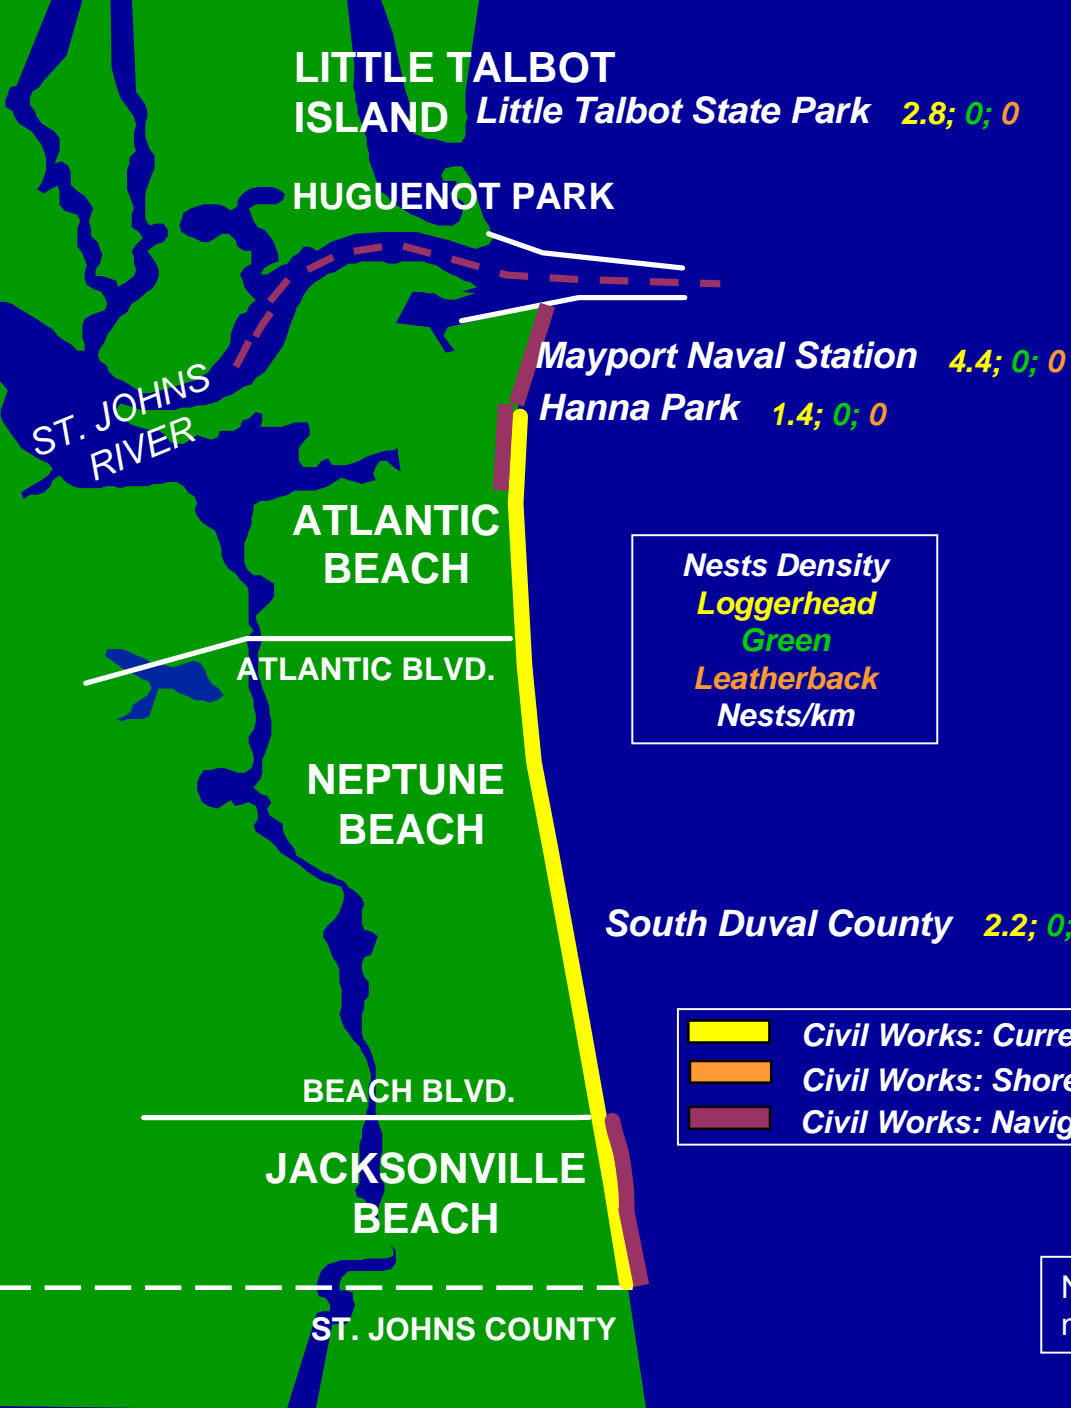 LITTLE TALBOT
ISLAND
Little Talbot State Park 2.8; 0; 0
HUGUENOT PARK
Mayport Naval Station 4.4; 0; 0
Hanna Park 1.4; 0; 0
ST. JOHNS
RIVER
ATLANTIC
BEACH
Nests Density
Loggerhead
Green
Leatherback
Nests/km
ATLANTIC BLVD.
NEPTUNE
BEACH
South Duval County 2.2; 0;
Civil Works: Curre
Civil Works: Shore
Civil Works: Navig
BEACH BLVD.
JACKSONVILLE
BEACH
ST. JOHNS COUNTY